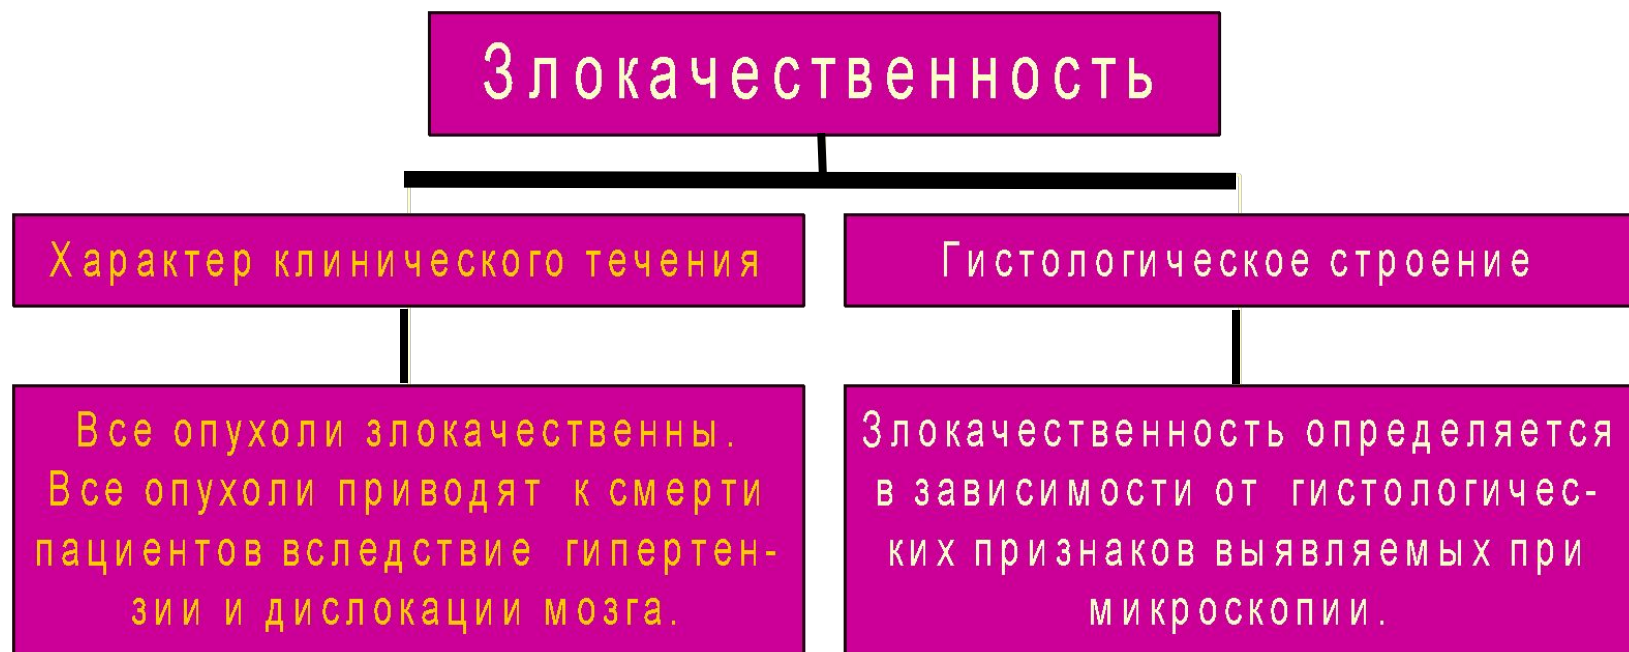 Злокачественность
Характер клинического течения
Гистологическое строение
Все опухоли злокачественны.
Все опухоли приводят к смерти
пациентов вследствие гипертен-
зии и дислокации мозга.
Злокачественность определяется
в зависимости от гистологичес-
ких признаков выявляемых при
микроскопии.